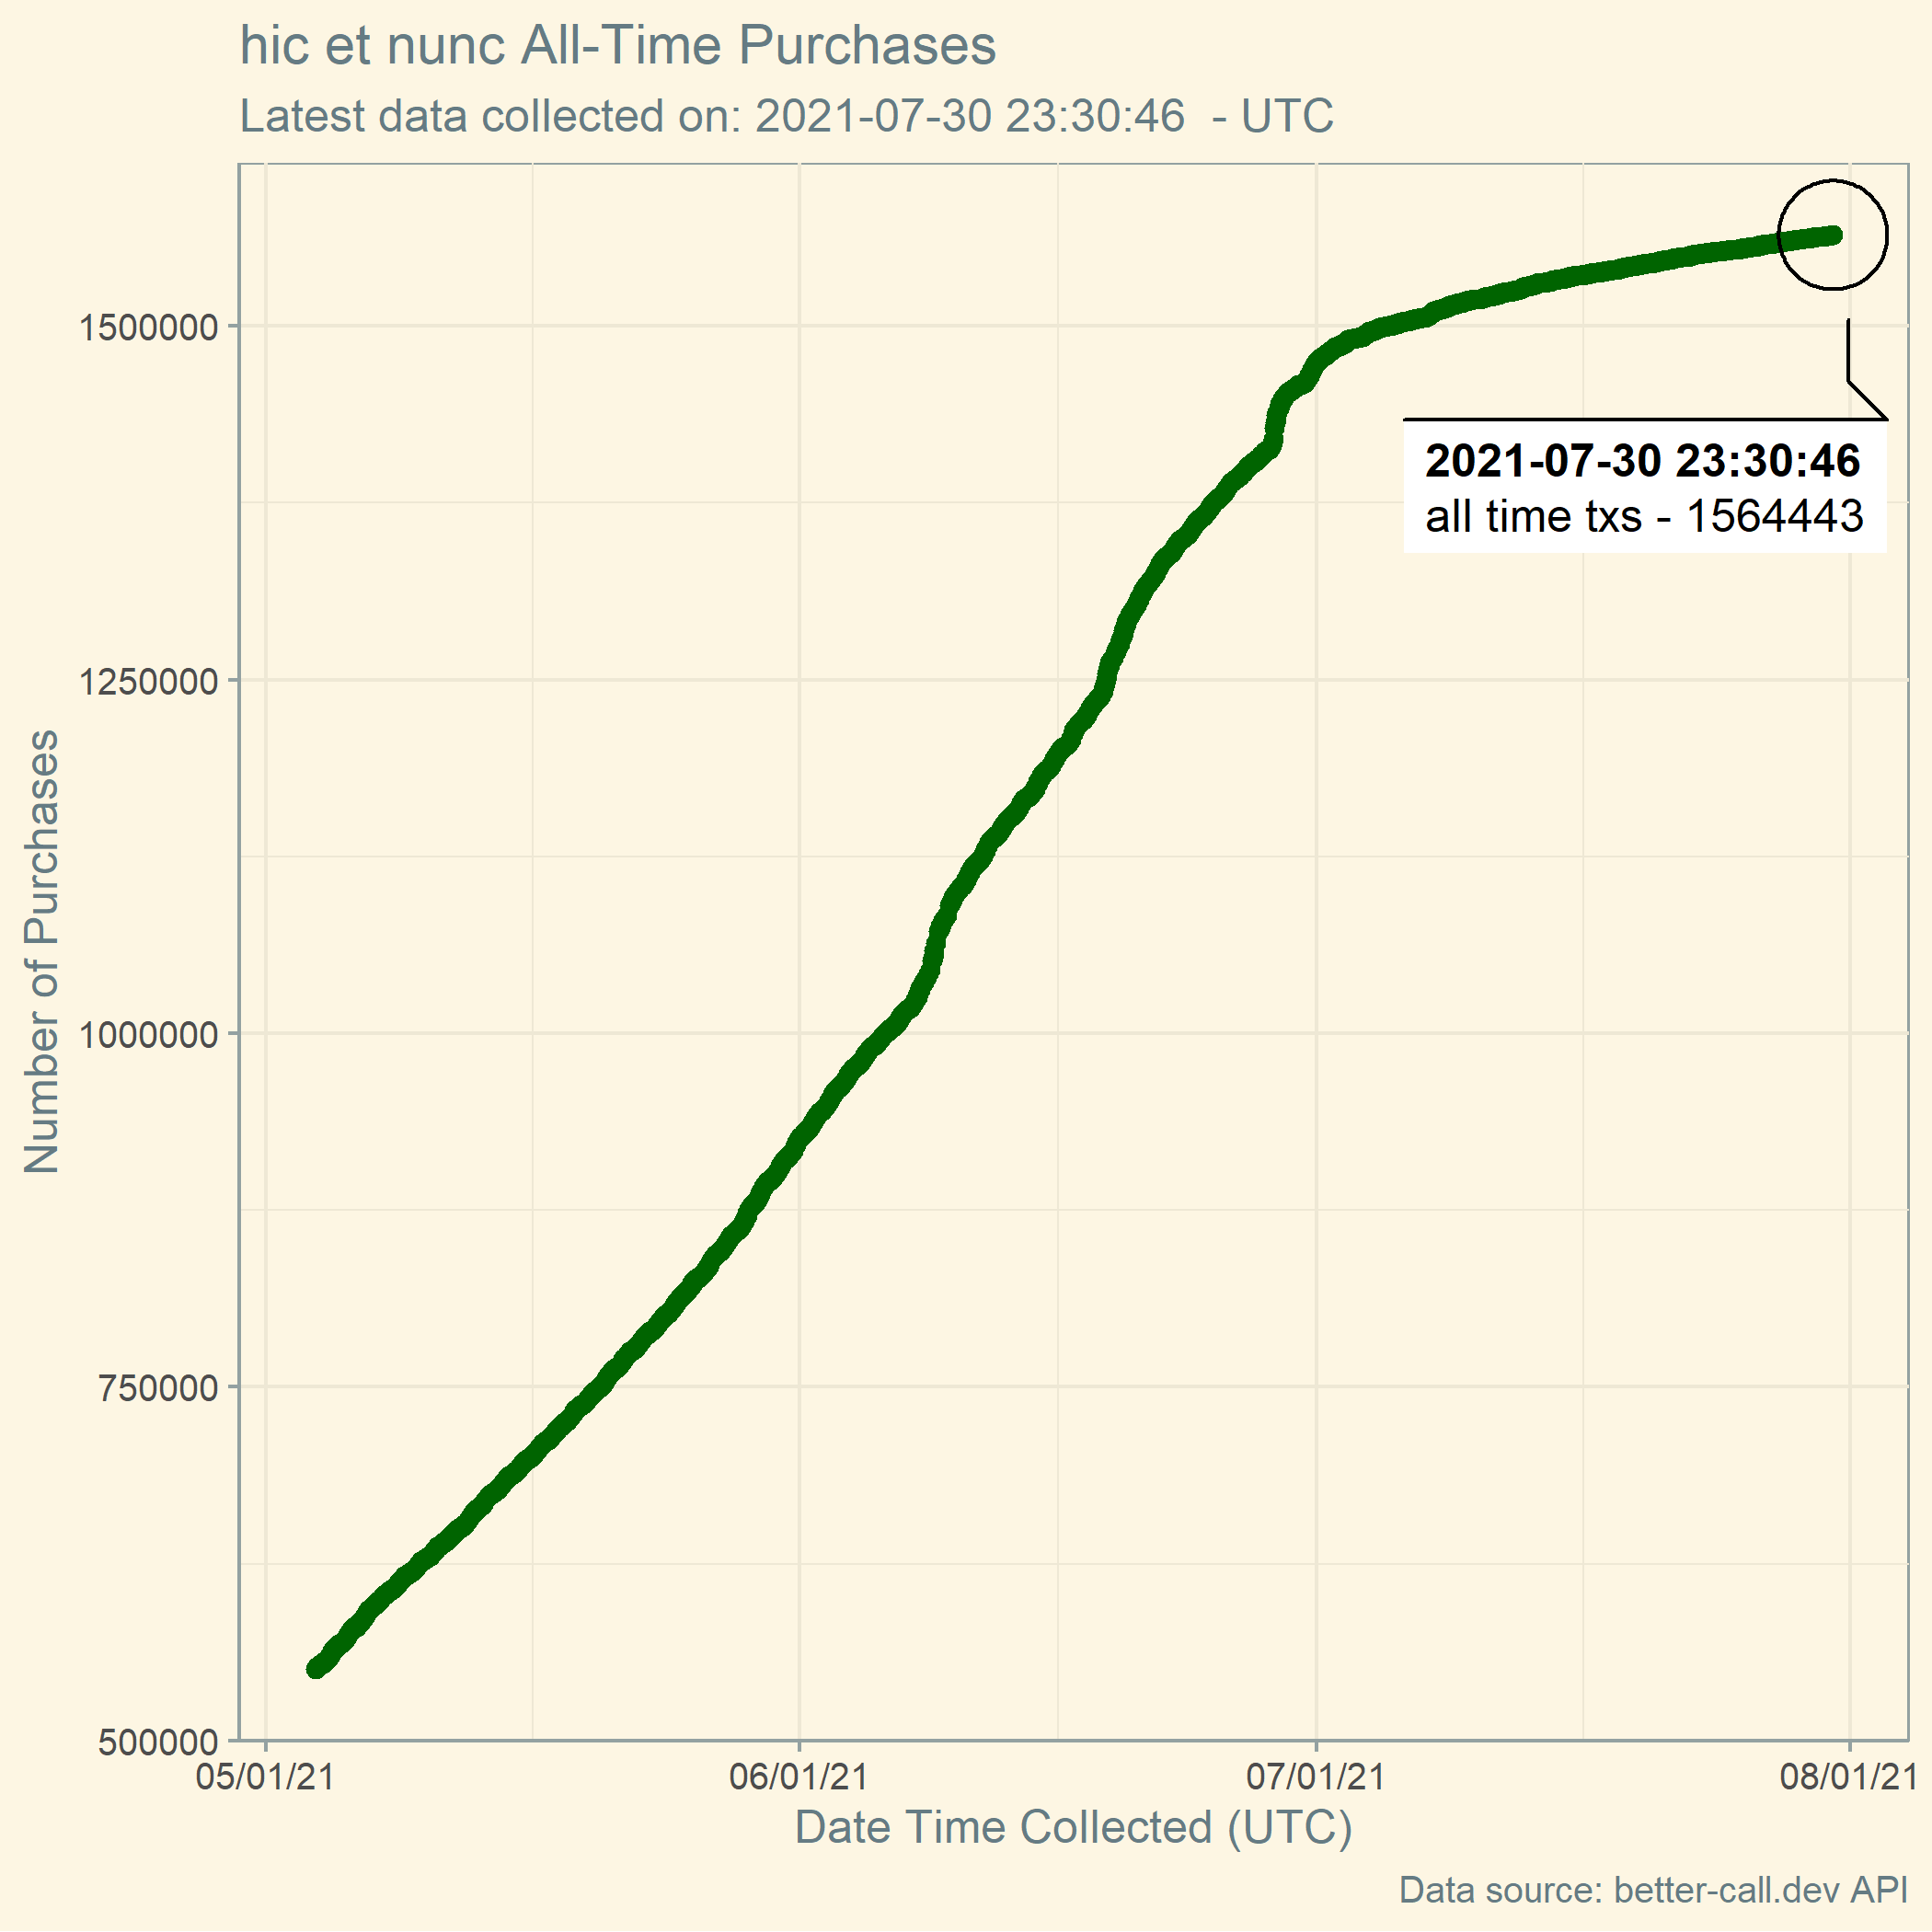 hic et nunc All-Time Purchases
Latest data collected on: 2021-07-30 23:30:46  - UTC
Number of Purchases
1500000
1250000
1000000
750000
500000
2021-07-30 23:30:46
all time txs - 1564443
05/01/21 06/01/21 07/01/21 08/01/21
Date Time Collected (UTC)
Data source: better-call.dev API